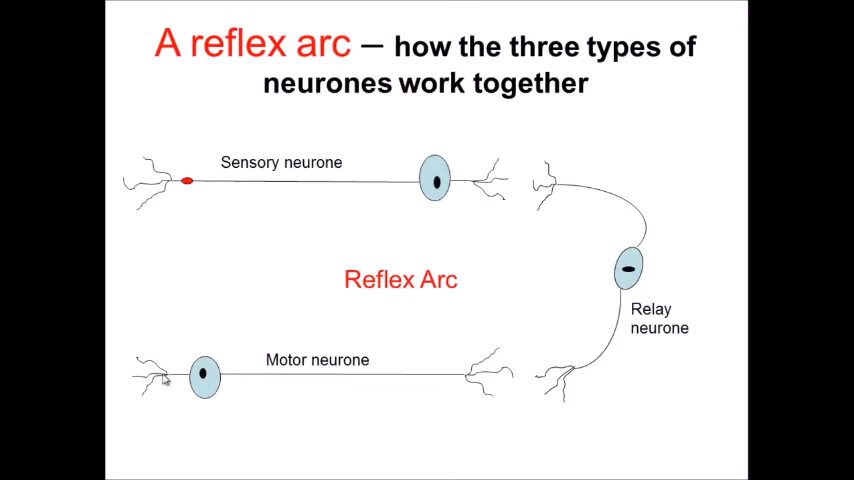 A reflex arc – how the three types of
neurones work together
Sensory neurone
Reflex Arc
Relay
neurone
Motor neurone